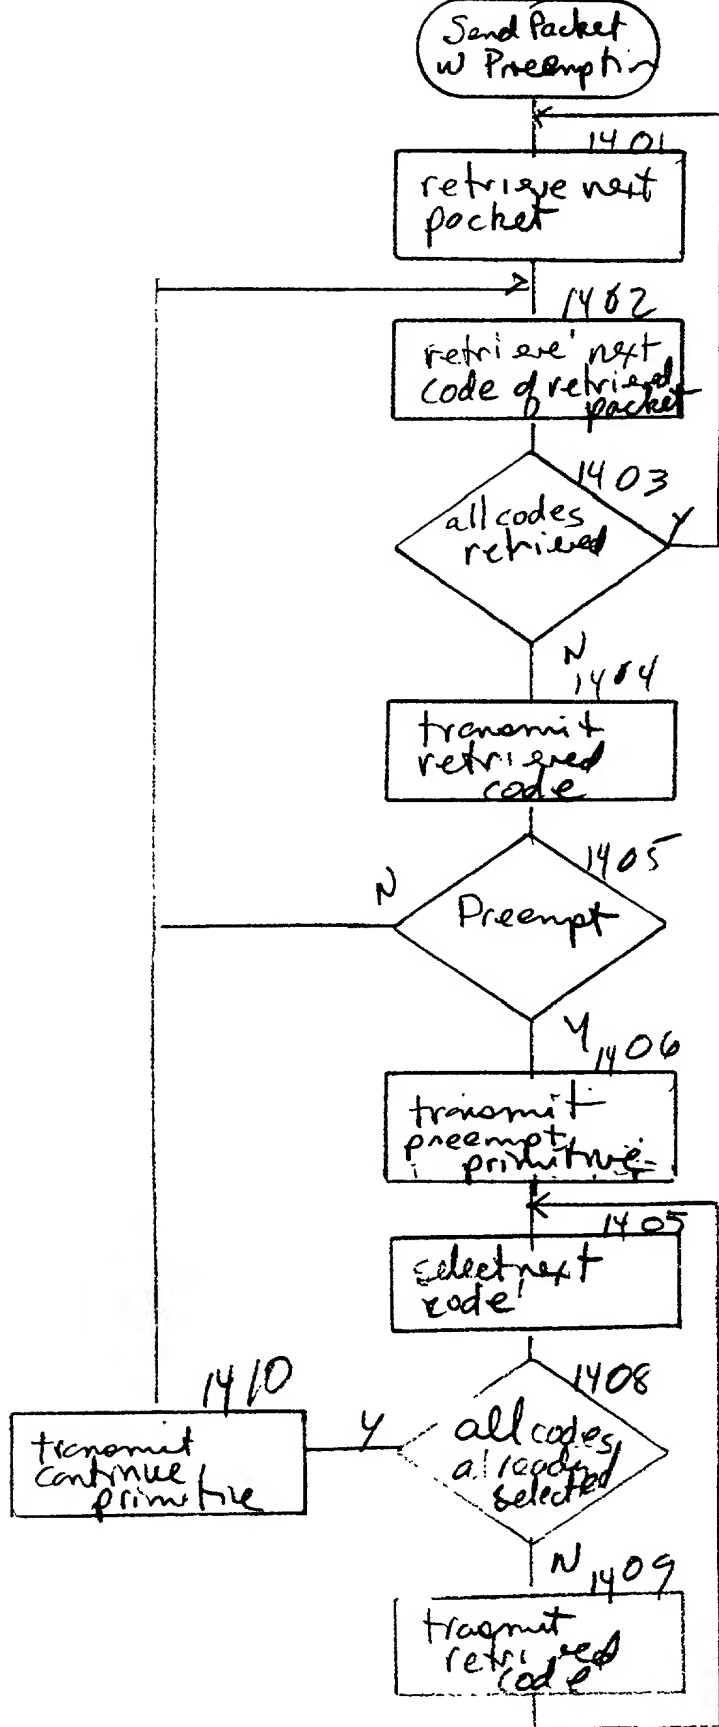 Send Packet
w Preemption
1401
retrieve next
packet
1402
retrieve next
code of retrieved
packet
1403
all codes
retrieved
Y
N
1404
transmit
retrieved
code
1405
N
Preempt
Y
1406
transmit
preempt
primitive
1405
select next
code
1408
1410
all codes
already
selected
Y
transmit
continue
primitive
N
1409
transmit
retrieved
code